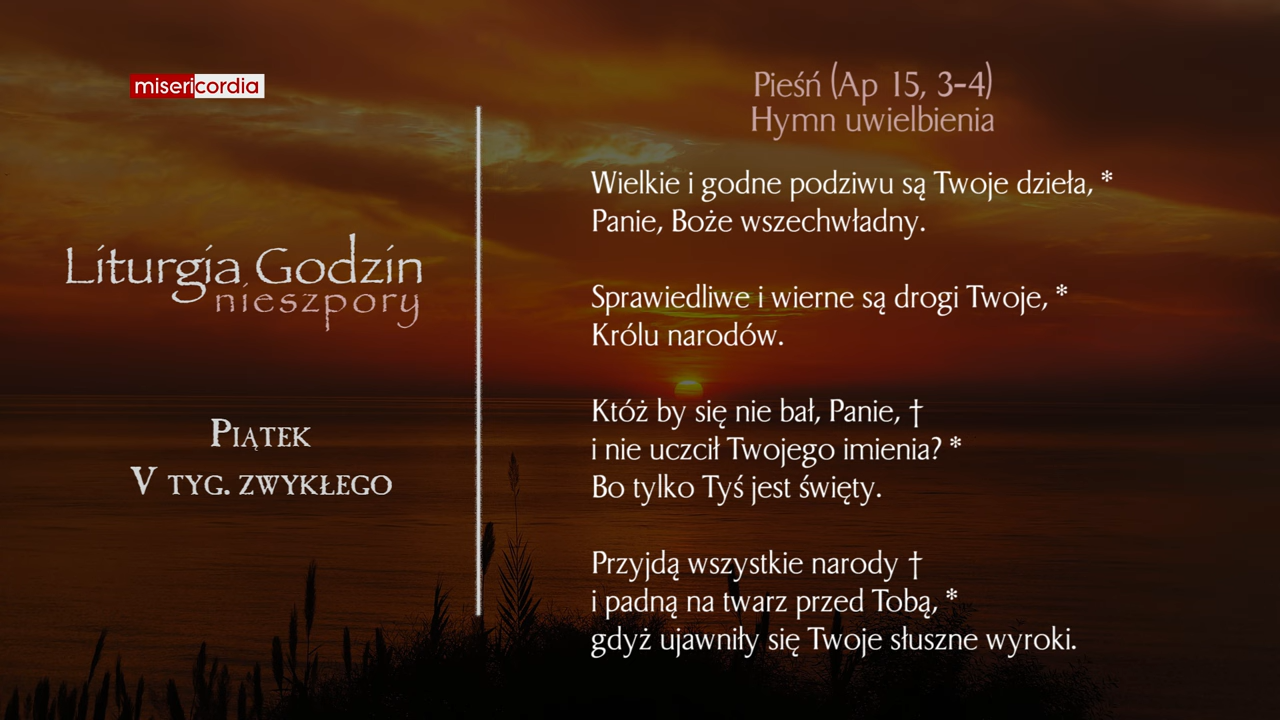 misericordia
Liturgia Godzin
nieszpory
Piątek
V tyg. zwykłego
Pieśń (Ap 15, 3-4)
Hymn uwielbienia
Wielkie i godne podziwu są Twoje dzieła, *
Panie, Boże wszechwładny.
Sprawiedliwe i wierne są drogi Twoje, *
Królu narodów.
Któż by się nie bał, Panie, †
i nie uczcił Twojego imienia? *
Bo tylko Tyś jest święty.
Przyjdą wszystkie narody †
i padną na twarz przed Tobą, *
gdyż ujawniły się Twoje słuszne wyroki.